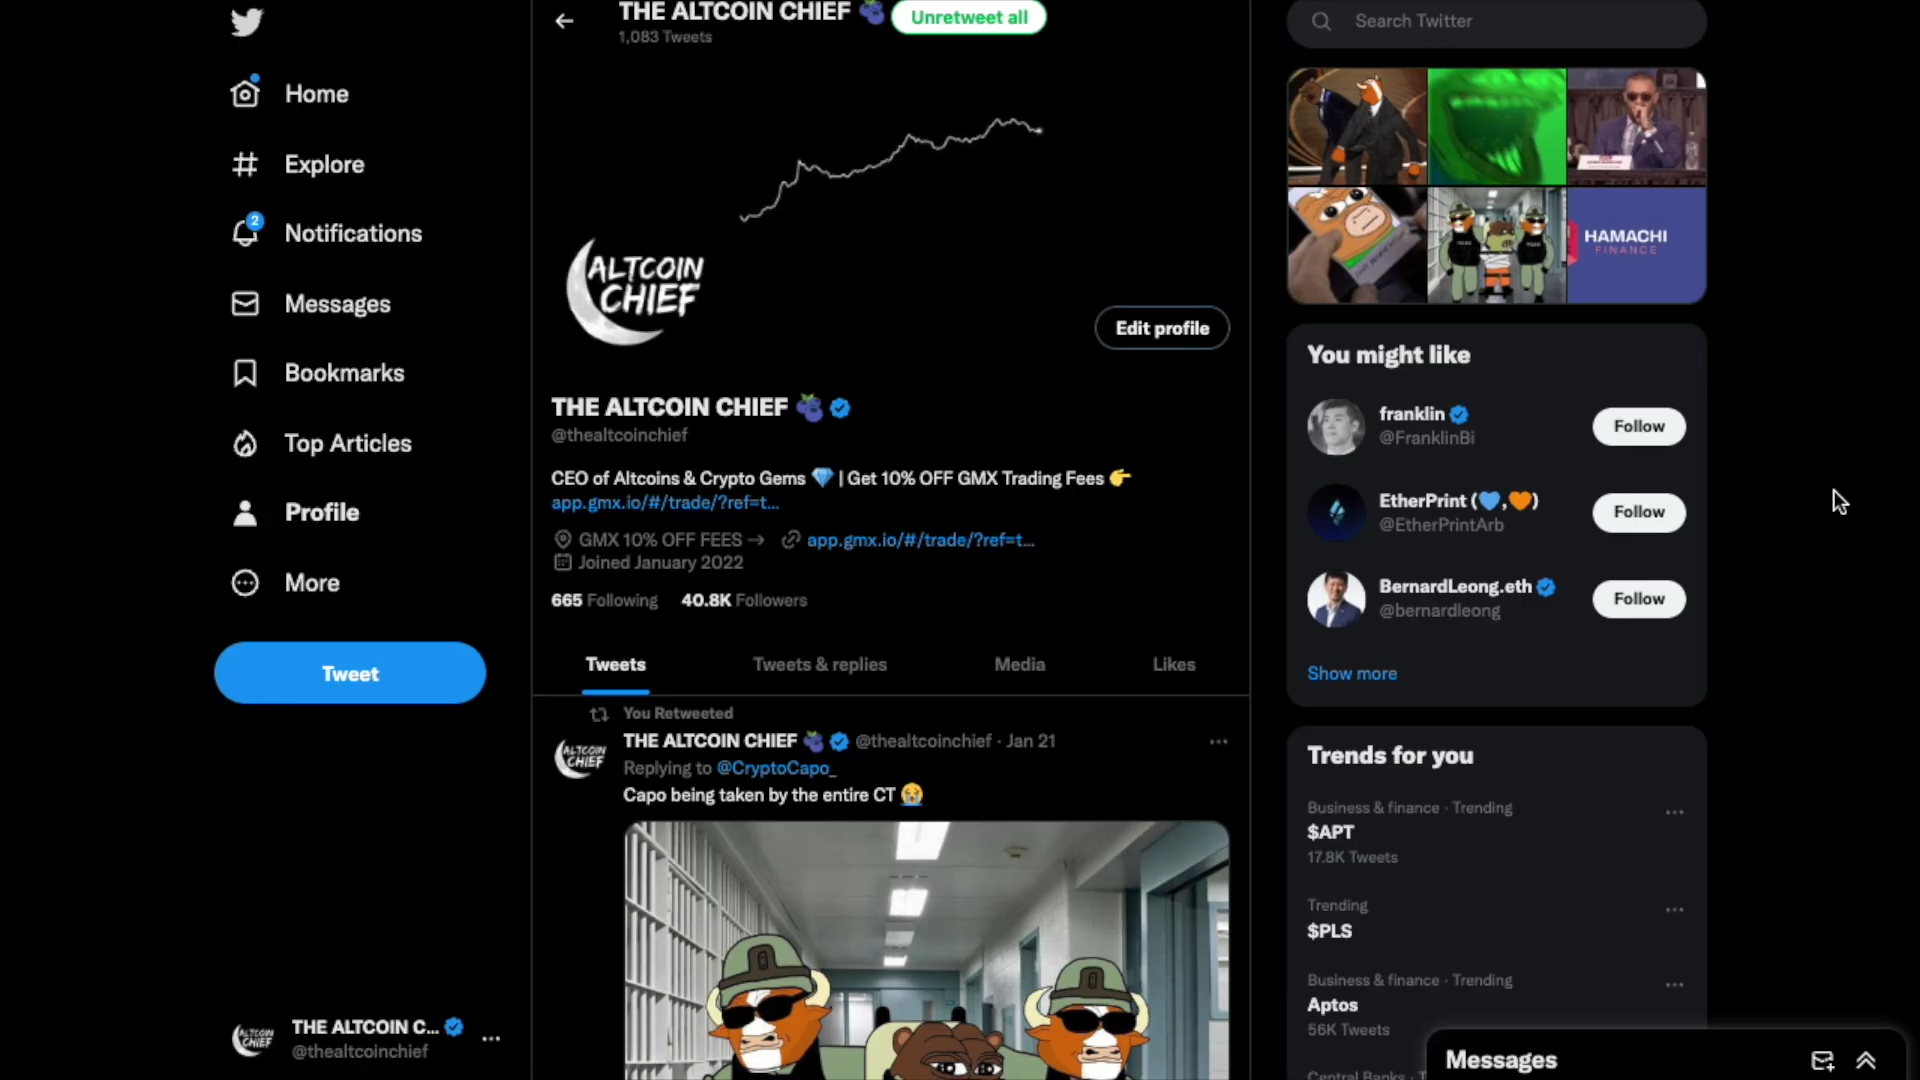 Home
Explore
2
Notifications
Messages
Bookmarks
Top Articles
Profile
More
Tweet
THE ALTCOIN C...
@thealtcoinchief
THE ALTCOIN CHIEF 🫐
1,083 Tweets
Unretweet all
ALTCOIN
CHIEF
Edit profile
THE ALTCOIN CHIEF 🫐
@thealtcoinchief
CEO of Altcoins & Crypto Gems 💎 | Get 10% OFF GMX Trading Fees 👉
app.gmx.io/#/trade/?ref=t...
GMX 10% OFF FEES → app.gmx.io/#/trade/?ref=t...
Joined January 2022
665 Following 40.8K Followers
Tweets Tweets & replies Media Likes
You Retweeted
ALTCOIN
CHIEF
THE ALTCOIN CHIEF 🫐 @thealtcoinchief · Jan 21
Replying to @CryptoCapo_
Capo being taken by the entire CT 😭
Search Twitter
HAMACHI
FINANCE
You might like
franklin
@FranklinBi
Follow
EtherPrint (💙,🧡)
@EtherPrintArb
Follow
BernardLeong.eth
@bernardleong
Follow
Show more
Trends for you
Business & finance · Trending
$APT
17.8K Tweets
Trending
$PLS
Business & finance · Trending
Aptos
56K Tweets
Messages